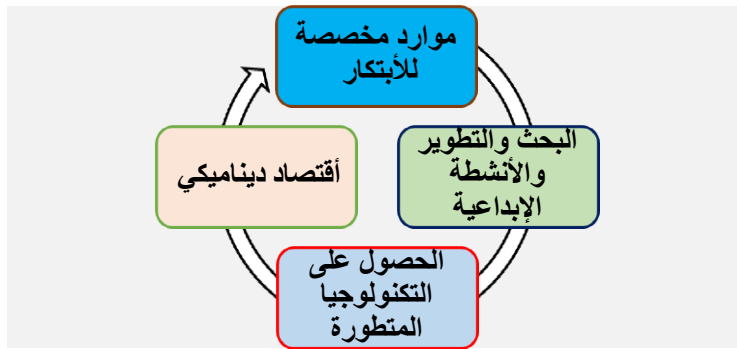 موارد مخصصة
للأبتكار
البحث والتطوير
والأنشطة
الإبداعية
الحصول على
التكنولوجيا
المتطورة
أقتصاد ديناميكي